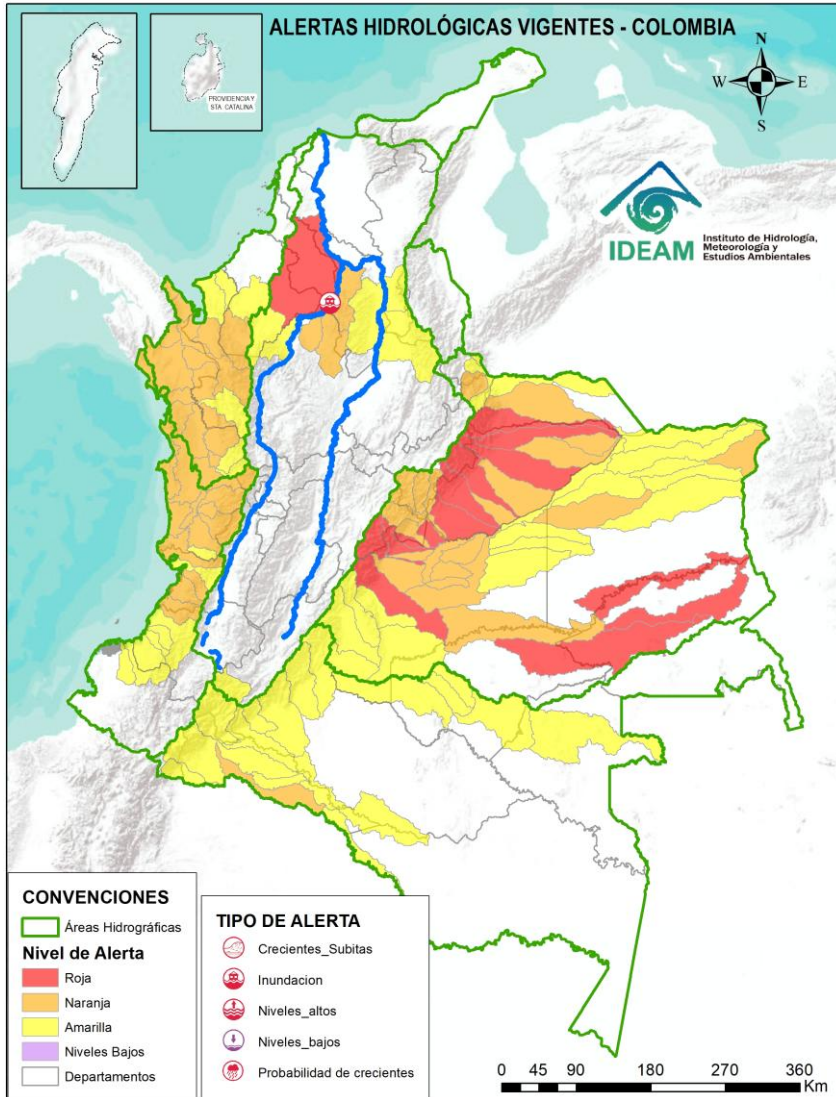 ALERTAS HIDROLÓGICAS VIGENTES - COLOMBIA
PROVIDENCIA Y
STA. CATALINA
N
W
E
S
IDEAM
Instituto de Hidrología,
Meteorología y
Estudios Ambientales
CONVENCIONES
Áreas Hidrográficas
Nivel de Alerta
Roja
Naranja
Amarilla
Niveles Bajos
Departamentos
TIPO DE ALERTA
Crecientes_Subitas
Inundacion
Niveles_altos
Niveles_bajos
Probabilidad de crecientes
0 45 90 180 270 360
Km